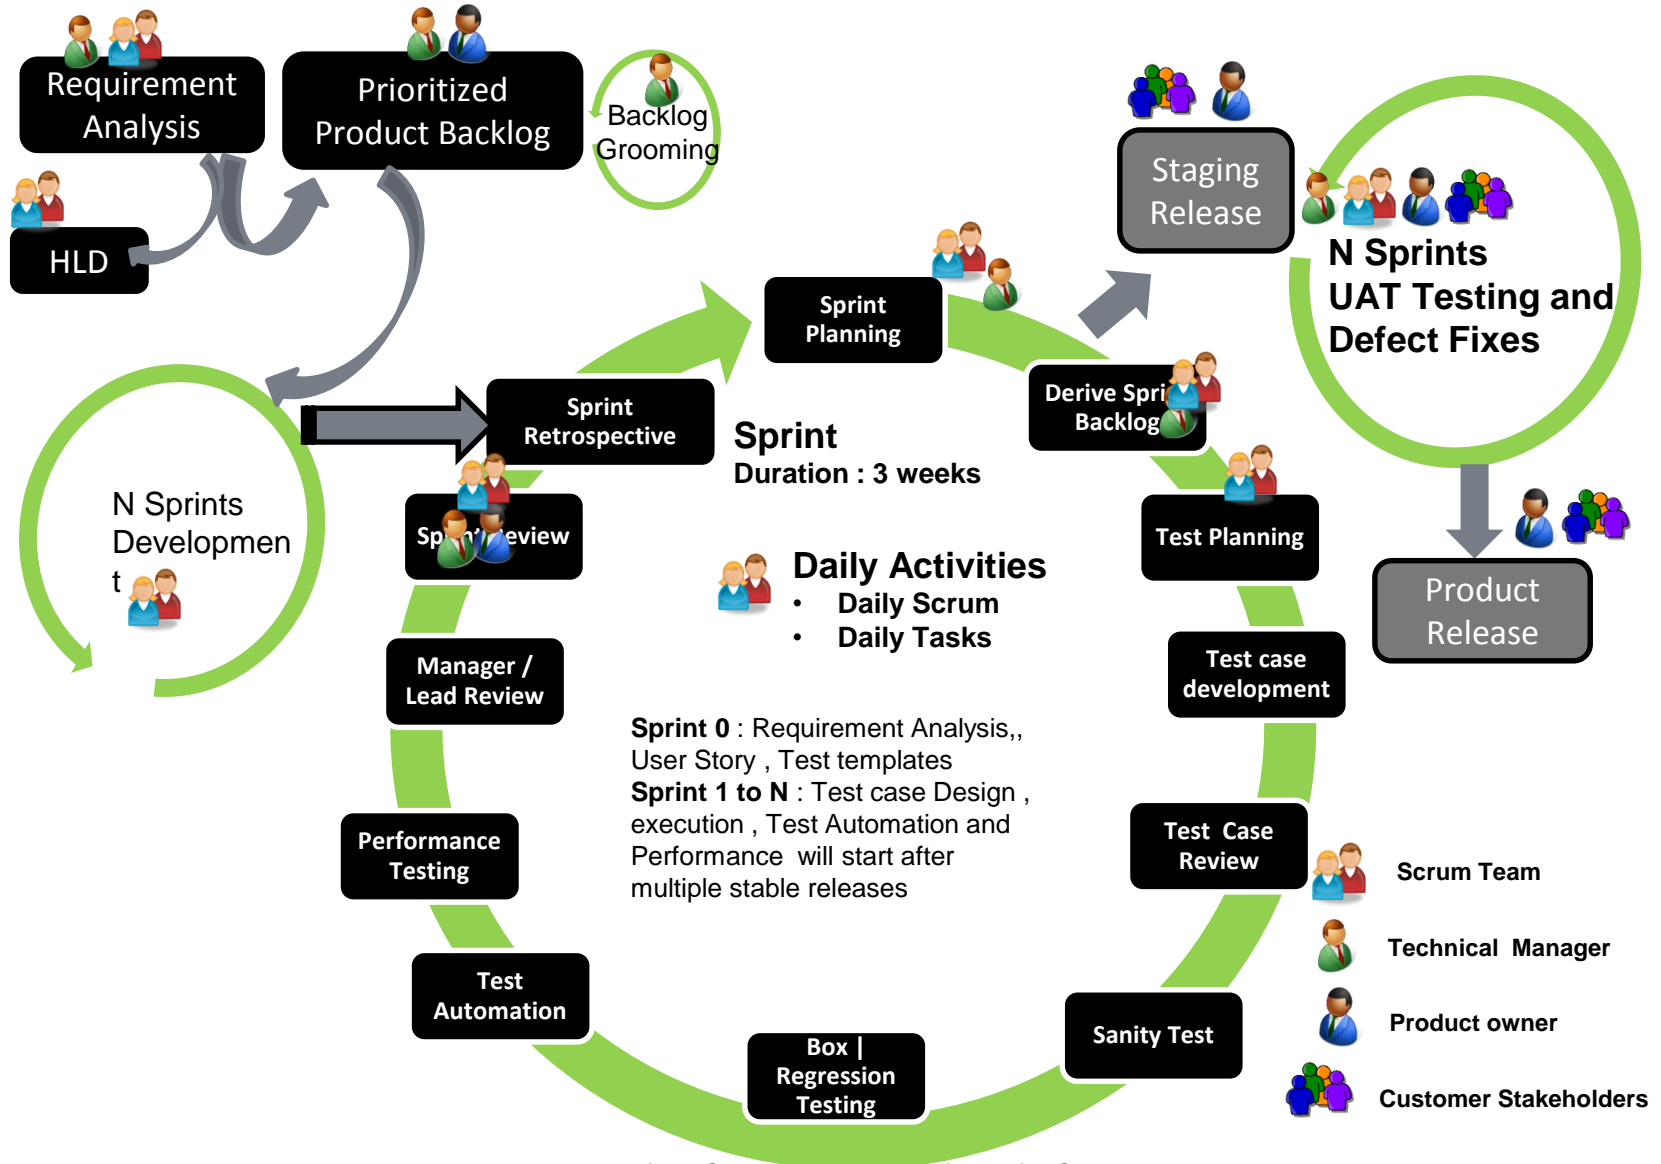 Requirement
Analysis
Prioritized
Product Backlog
Backlog
Grooming
HLD
Staging
Release
N Sprints
UAT Testing and
Defect Fixes
Product
Release
N Sprints
Developmen
t
Sprint
Planning
Derive
Backlog
Test Planning
Test case
development
Test Case
Review
Sanity Test
Box |
Regression
Testing
Test
Automation
Performance
Testing
Manager /
Lead Review
Sprint Review
Sprint
Retrospective
Sprint
Duration : 3 weeks
Daily Activities
• Daily Scrum
• Daily Tasks
Sprint 0 : Requirement Analysis,,
User Story , Test templates
Sprint 1 to N : Test case Design ,
execution , Test Automation and
Performance will start after
multiple stable releases
Scrum Team
Technical Manager
Product owner
Customer Stakeholders